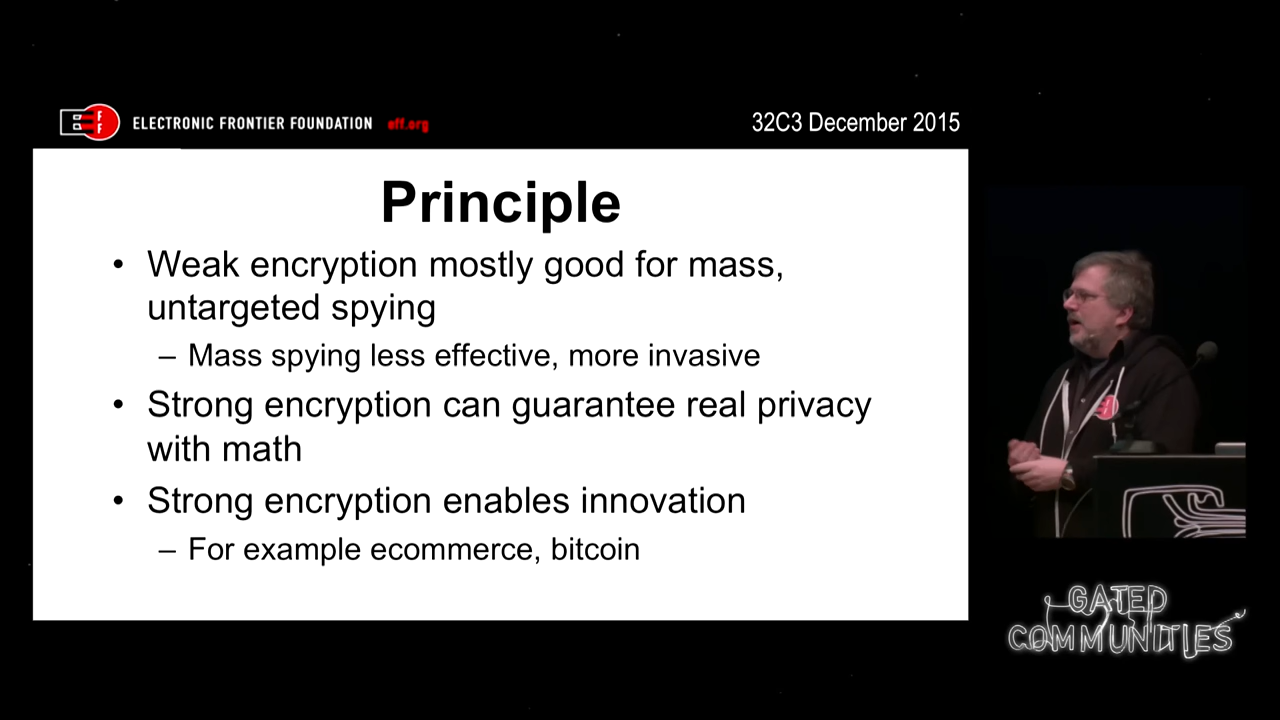 ELECTRONIC FRONTIER FOUNDATION eff.org
32C3 December 2015
Principle
• Weak encryption mostly good for mass,
untargeted spying
– Mass spying less effective, more invasive
• Strong encryption can guarantee real privacy
with math
• Strong encryption enables innovation
– For example ecommerce, bitcoin
GATED
COMMUNITIES